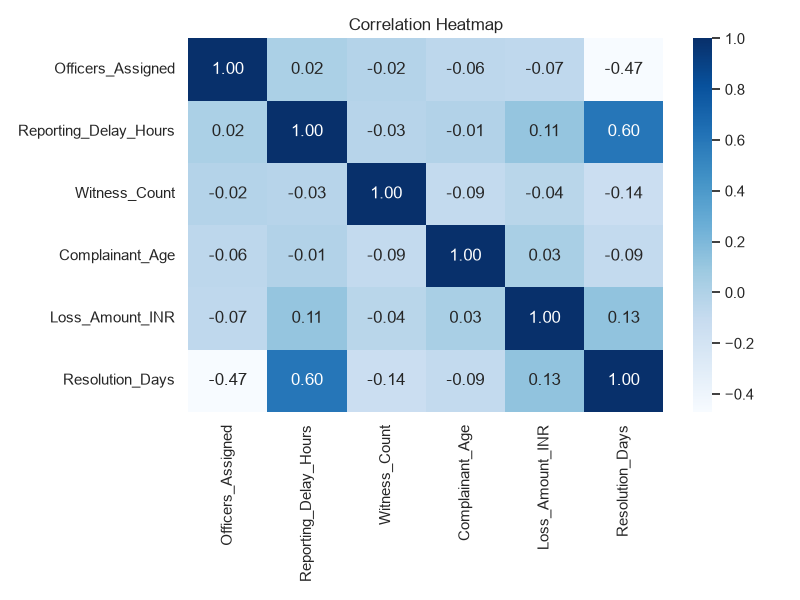 Correlation Heatmap
Officers_Assigned 1.00 0.02 -0.02 -0.06 -0.07 -0.47
Reporting_Delay_Hours 0.02 1.00 -0.03 -0.01 0.11 0.60
Witness_Count -0.02 -0.03 1.00 -0.09 -0.04 -0.14
Complainant_Age -0.06 -0.01 -0.09 1.00 0.03 -0.09
Loss_Amount_INR -0.07 0.11 -0.04 0.03 1.00 0.13
Resolution_Days -0.47 0.60 -0.14 -0.09 0.13 1.00
Officers_Assigned
Reporting_Delay_Hours
Witness_Count
Complainant_Age
Loss_Amount_INR
Resolution_Days
1.0
0.8
0.6
0.4
0.2
0.0
−0.2
−0.4